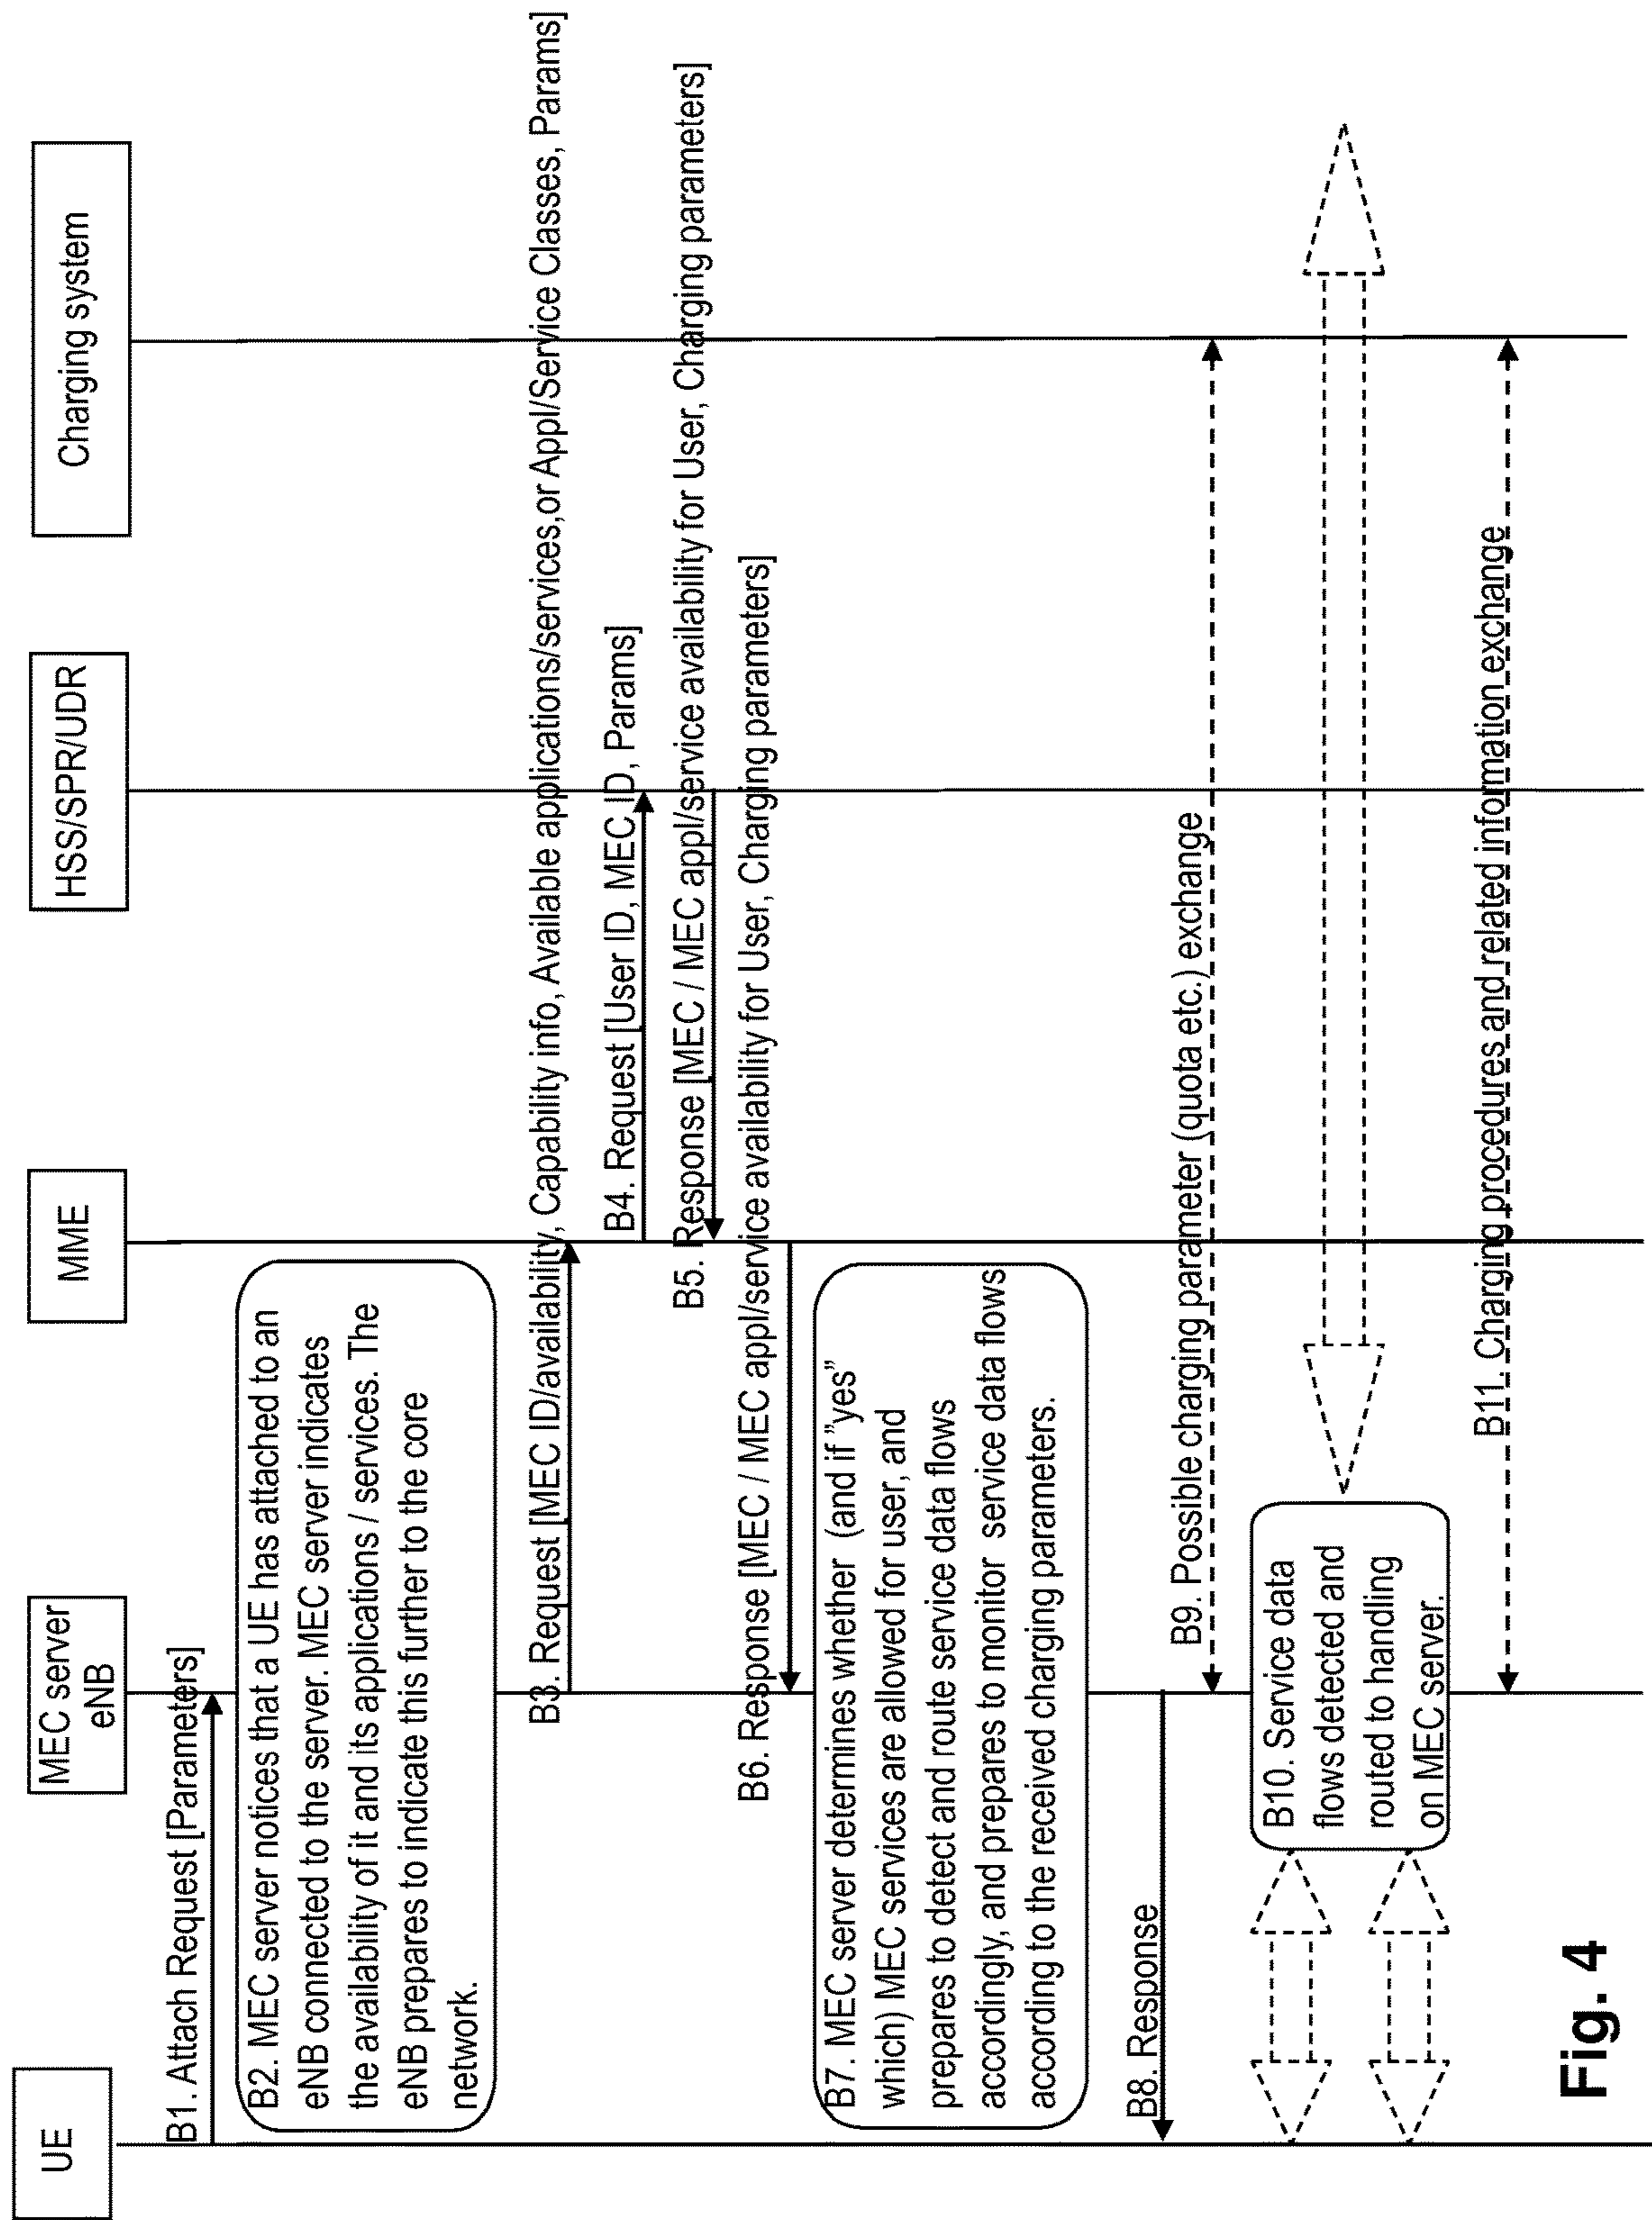 UE
MEC server
eNB
MME
HSS/SPR/UDR
Charging system
B1. Attach Request [Parameters]
B2. MEC server notices that a UE has attached to an
eNB connected to the server. MEC server indicates
the availability of it and its applications / services. The
eNB prepares to indicate this further to the core
network.
B3. Request [MEC ID/availability, Capability info, Available applications/services,or Appl/Service Classes, Params]
B4. Request [User ID, MEC ID, Params]
B5. Response [MEC / MEC appl/service availability for User, Charging parameters]
B6. Response [MEC / MEC appl/service availability for User, Charging parameters]
B7. MEC server determines whether (and if ”yes”
which) MEC services are allowed for user, and
prepares to detect and route service data flows
accordingly, and prepares to monitor service data flows
according to the received charging parameters.
B8. Response
B9. Possible charging parameter (quota etc.) exchange
B10. Service data
flows detected and
routed to handling
on MEC server.
B11. Charging procedures and related information exchange
Fig. 4